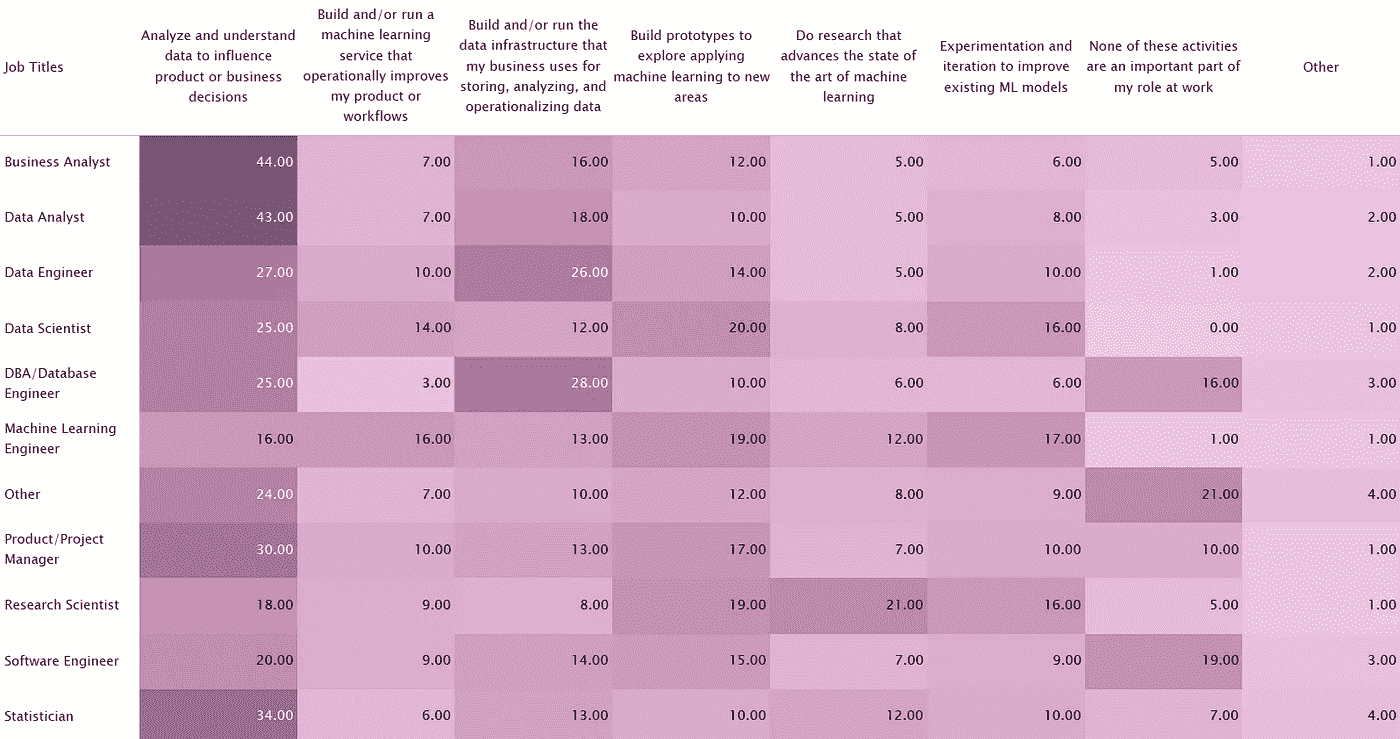 Job Titles
Analyze and understand
data to influence
product or business
decisions
Build and/or run a
machine learning
service that
operationally improves
my product or
workflows
Build and/or run the
data infrastructure that
my business uses for
storing, analyzing, and
operationalizing data
Build prototypes to
explore applying
machine learning to new
areas
Do research that
advances the state of
the art of machine
learning
Experimentation and
iteration to improve
existing ML models
None of these activities
are an important part of
my role at work
Other
Business Analyst 44.00 7.00 16.00 12.00 5.00 6.00 5.00 1.00
Data Analyst 43.00 7.00 18.00 10.00 5.00 8.00 3.00 2.00
Data Engineer 27.00 10.00 26.00 14.00 5.00 10.00 1.00 2.00
Data Scientist 25.00 14.00 12.00 20.00 8.00 16.00 0.00 1.00
DBA/Database
Engineer 25.00 3.00 28.00 10.00 6.00 6.00 16.00 3.00
Machine Learning
Engineer 16.00 16.00 13.00 19.00 12.00 17.00 1.00 1.00
Other 24.00 7.00 10.00 12.00 8.00 9.00 21.00 4.00
Product/Project
Manager 30.00 10.00 13.00 17.00 7.00 10.00 10.00 1.00
Research Scientist 18.00 9.00 8.00 19.00 21.00 16.00 5.00 1.00
Software Engineer 20.00 9.00 14.00 15.00 7.00 9.00 19.00 3.00
Statistician 34.00 6.00 13.00 10.00 12.00 10.00 7.00 4.00